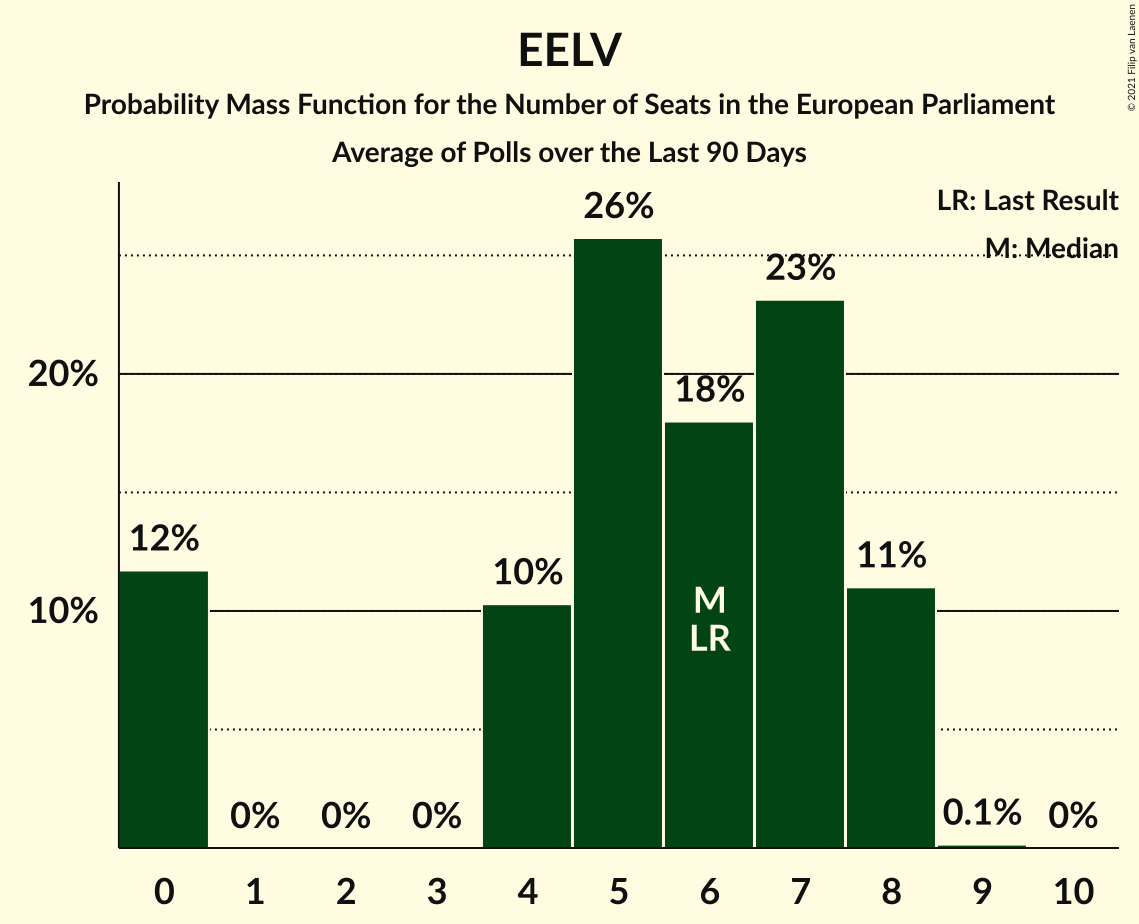 EELV
Probability Mass Function for the Number of Seats in the European Parliament
Average of Polls over the Last 90 Days
© 2021 Filip van Laenen
LR: Last Result
M: Median
26%
23%
20%
18%
12%
11%
10%
10%
M
LR
0%
0%
0%
0.1%
0%
0 1 2 3 4 5 6 7 8 9 10